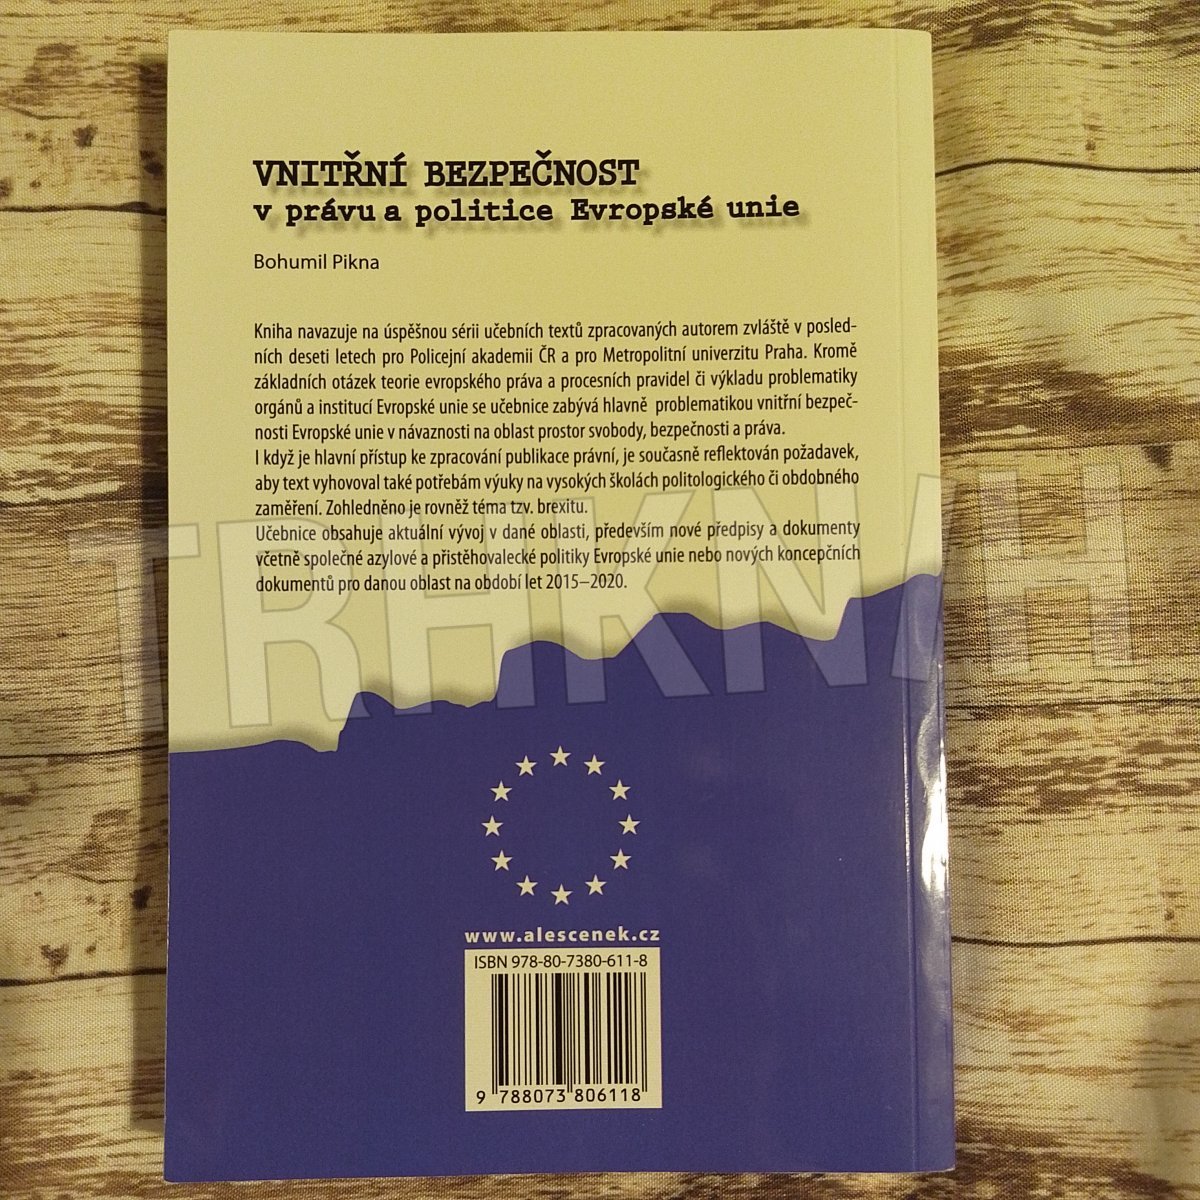 VNITŘNÍ BEZPEČNOST
v právu a politice Evropské unie
Bohumil Pikna
Kniha navazuje na úspěšnou sérii učebních textů zpracovaných autorem zvláště v posled-
ních deseti letech pro Policejní akademii ČR a pro Metropolitní univerzitu Praha. Kromě
základních otázek teorie evropského práva a procesních pravidel či výkladu problematiky
orgánů a institucí Evropské unie se učebnice zabývá hlavně problematikou vnitřní bezpeč-
nosti Evropské unie v návaznosti na oblast prostor svobody, bezpečnosti a práva.
I když je hlavní přístup ke zpracování publikace právní, je současně reflektován požadavek,
aby text vyhovoval také potřebám výuky na vysokých školách politologického či obdobného
zaměření. Zohledněno je rovněž téma tzv. brexitu.
Učebnice obsahuje aktuální vývoj v dané oblasti, především nové předpisy a dokumenty
včetně společné azylové a přistěhovalecké politiky Evropské unie nebo nových koncepčních
dokumentů pro danou oblast na období let 2015–2020.
TRHKNIH
www.alescenek.cz
ISBN 978-80-7380-611-8
9 788073 806118